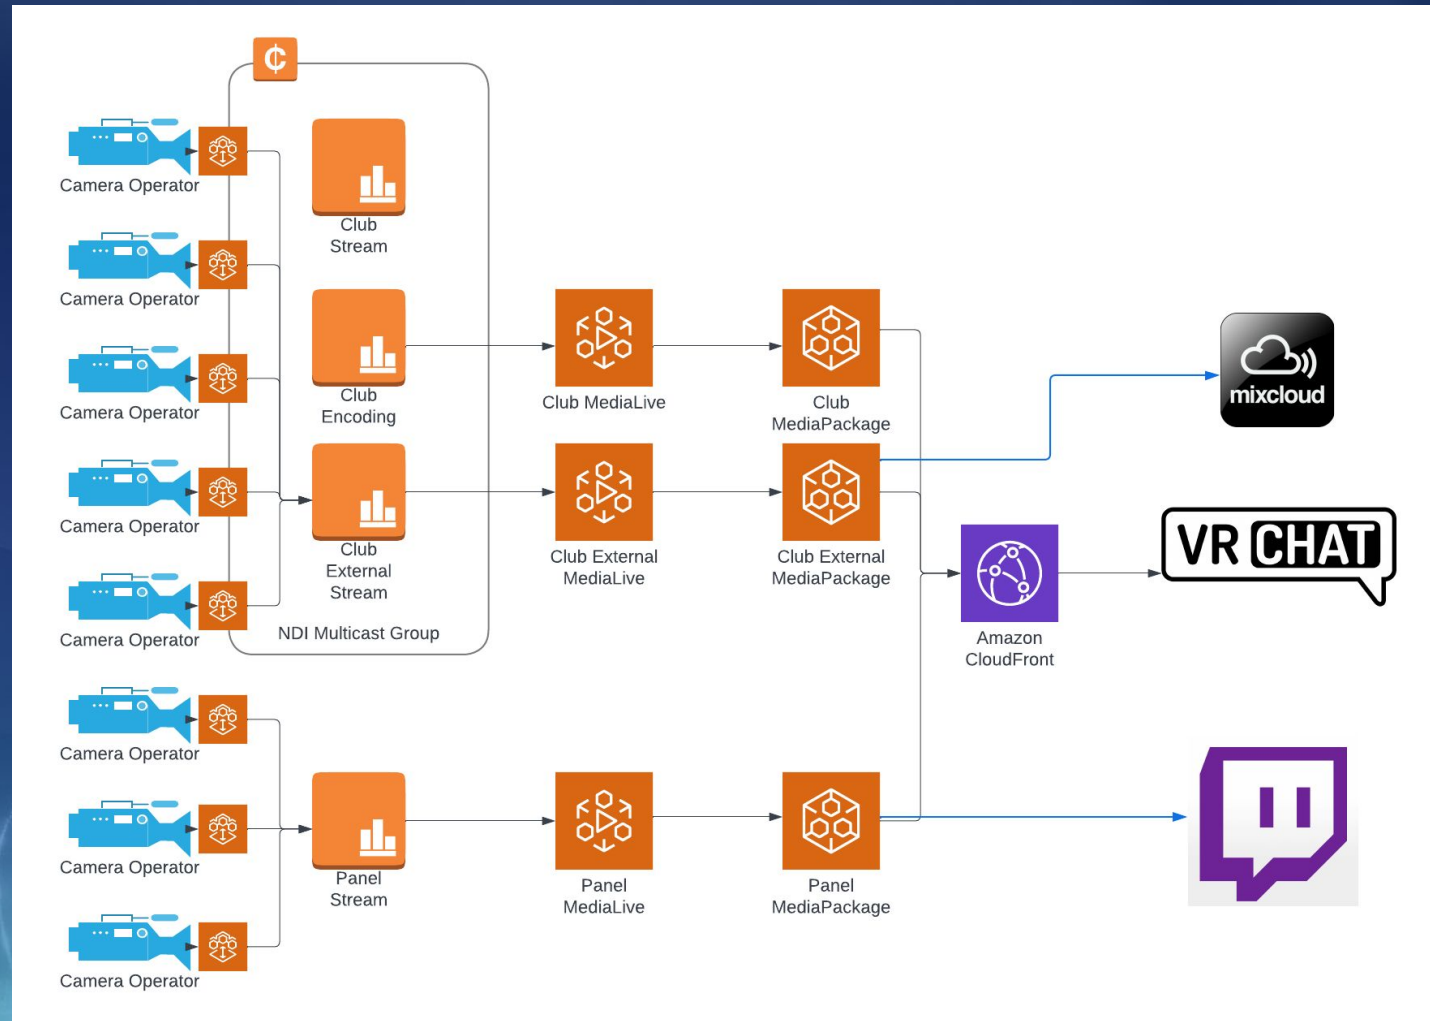 ¢
Camera Operator
Club
Stream
Camera Operator
Camera Operator
Club
Encoding
Club MediaLive
Club
MediaPackage
mixcloud
Camera Operator
Club
External
Stream
Club External
MediaLive
Club External
MediaPackage
VRCHAT
Camera Operator
NDI Multicast Group
Amazon
CloudFront
Camera Operator
Camera Operator
Panel
Stream
Panel
MediaLive
Panel
MediaPackage
Camera Operator